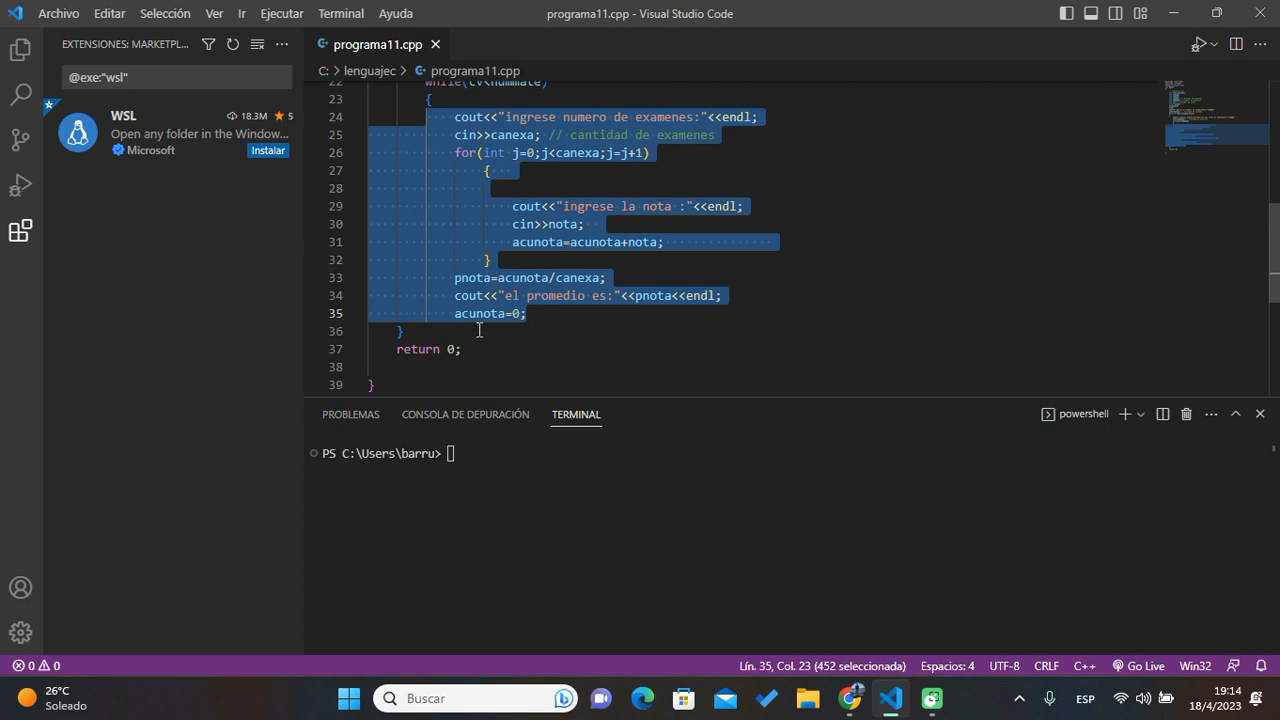 Archivo Editar Selección Ver Ir Ejecutar Terminal Ayuda programa11.cpp - Visual Studio Code
EXTENSIONES: MARKETPL...
@exe:"wsl"
WSL 18.3M 5
Open any folder in the Window...
Microsoft Instalar
programa11.cpp
C: > lenguajec > programa11.cpp
22 while(cv<nummate)
23 {
24 cout<<"ingrese numero de examenes:"<<endl;
25 cin>>canexa; // cantidad de examenes
26 for(int j=0;j<canexa;j=j+1)
27 {
28
29 cout<<"ingrese la nota :"<<endl;
30 cin>>nota;
31 acunota=acunota+nota;
32 }
33 pnota=acunota/canexa;
34 cout<<"el promedio es:"<<pnota<<endl;
35 acunota=0;
36 }
37 return 0;
38
39 }
PROBLEMAS CONSOLA DE DEPURACIÓN TERMINAL powershell
PS C:\Users\barru>
0 0 Lín. 35, Col. 23 (452 seleccionada) Espacios: 4 UTF-8 CRLF C++ Go Live Win32
26°C
Soleado
Buscar
ESP
19:14
18/4/2023